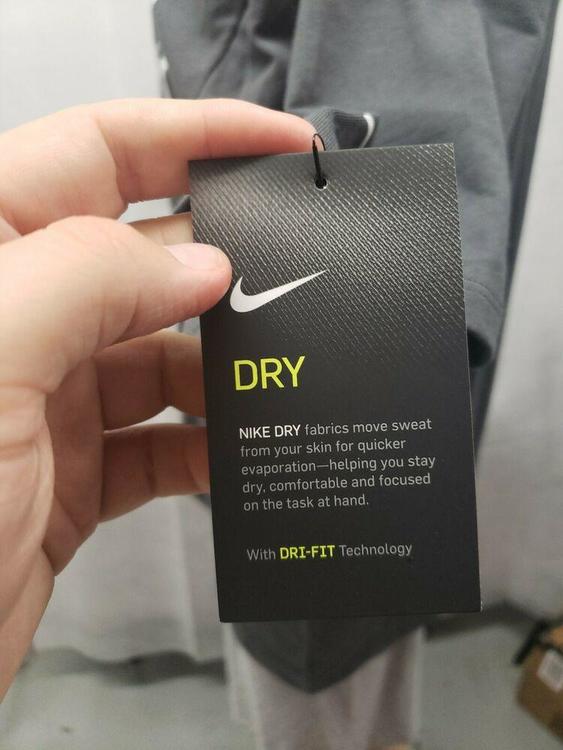 DRY
NIKE DRY fabrics move sweat
from your skin for quicker
evaporation—helping you stay
dry, comfortable and focused
on the task at hand.
With DRI-FIT Technology